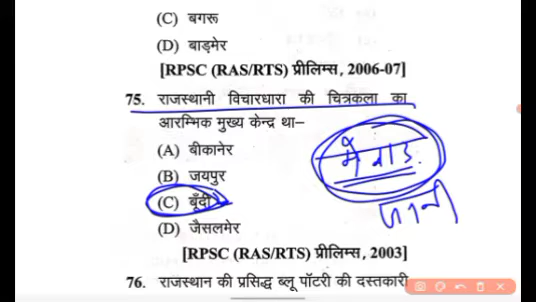 (C) बगरू
(D) बाड़मेर
[RPSC (RAS/RTS) प्रीलिम्स, 2006-07]
75. राजस्थानी विचारधारा की चित्रकला का
आरम्भिक मुख्य केन्द्र था–
(A) बीकानेर
(B) जयपुर
मेवाड़
(C) बूँदी
(D) जैसलमेर
[RPSC (RAS/RTS) प्रीलिम्स, 2003]
76. राजस्थान की प्रसिद्ध ब्लू पॉटरी की दस्तकारी